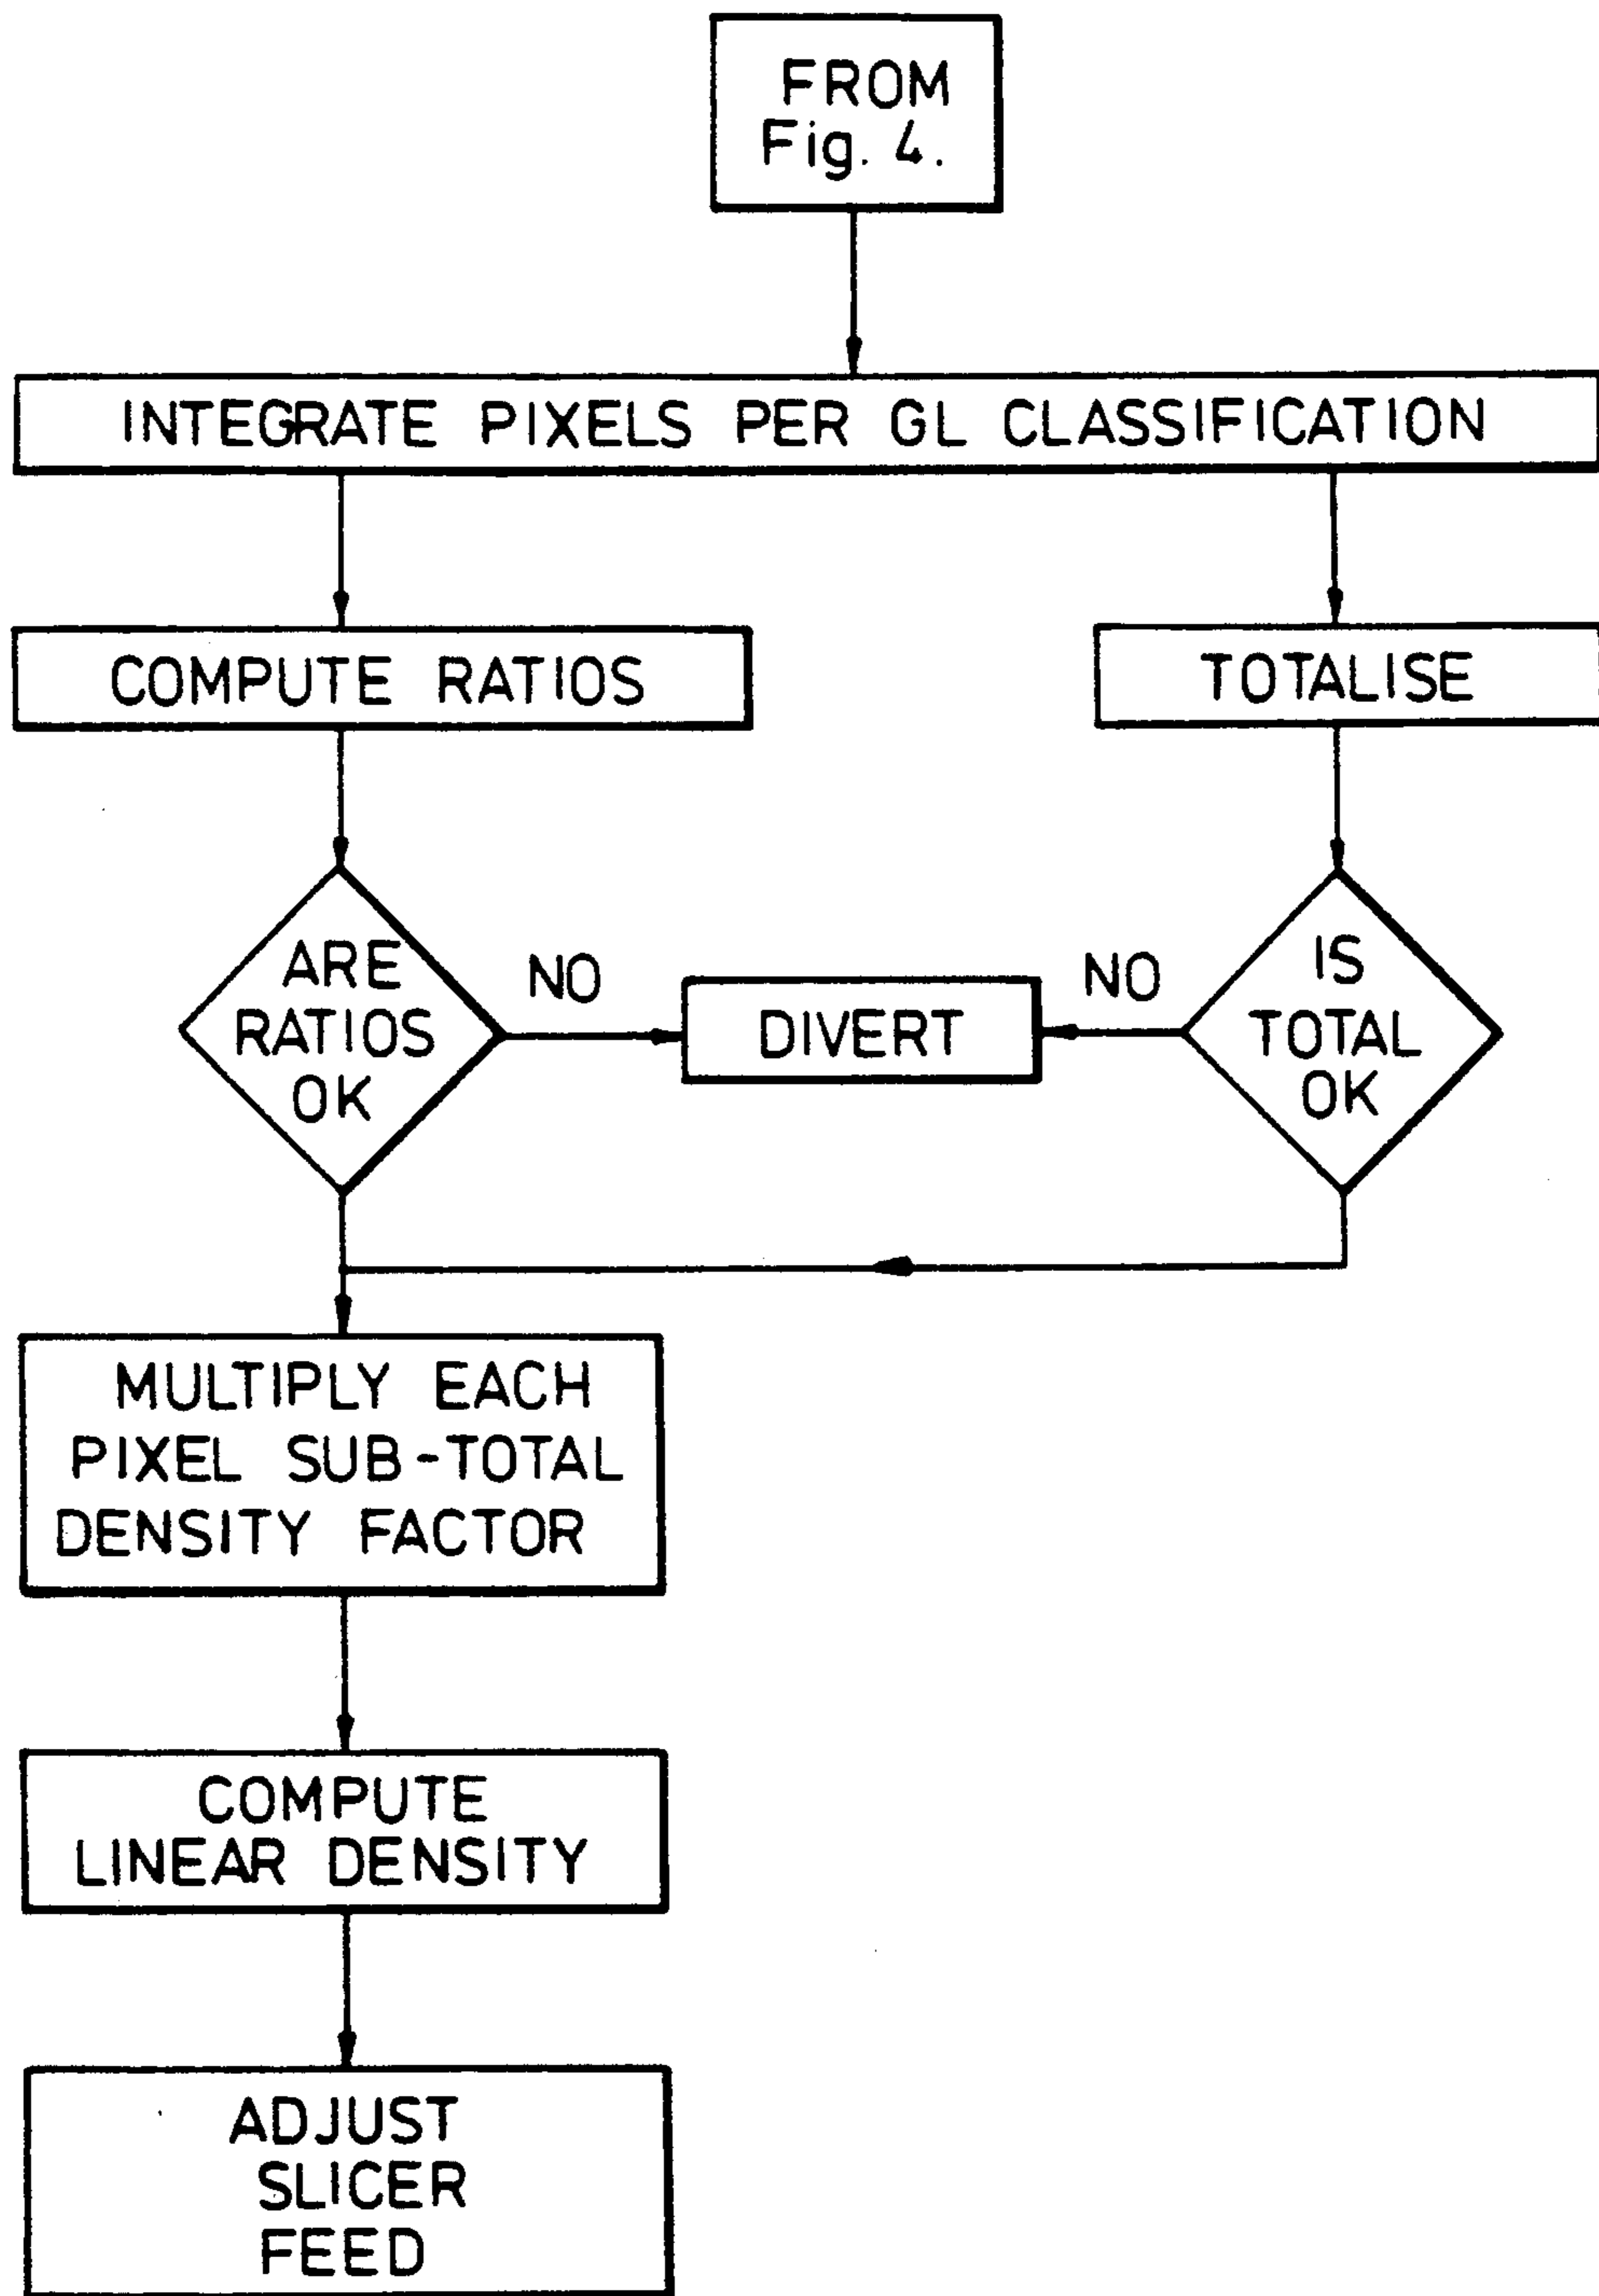 FROM
Fig. 4.
INTEGRATE PIXELS PER GL CLASSIFICATION
COMPUTE RATIOS
TOTALISE
ARE
RATIOS
OK
NO
DIVERT
NO
IS
TOTAL
OK
MULTIPLY EACH
PIXEL SUB-TOTAL
DENSITY FACTOR
COMPUTE
LINEAR DENSITY
ADJUST
SLICER
FEED